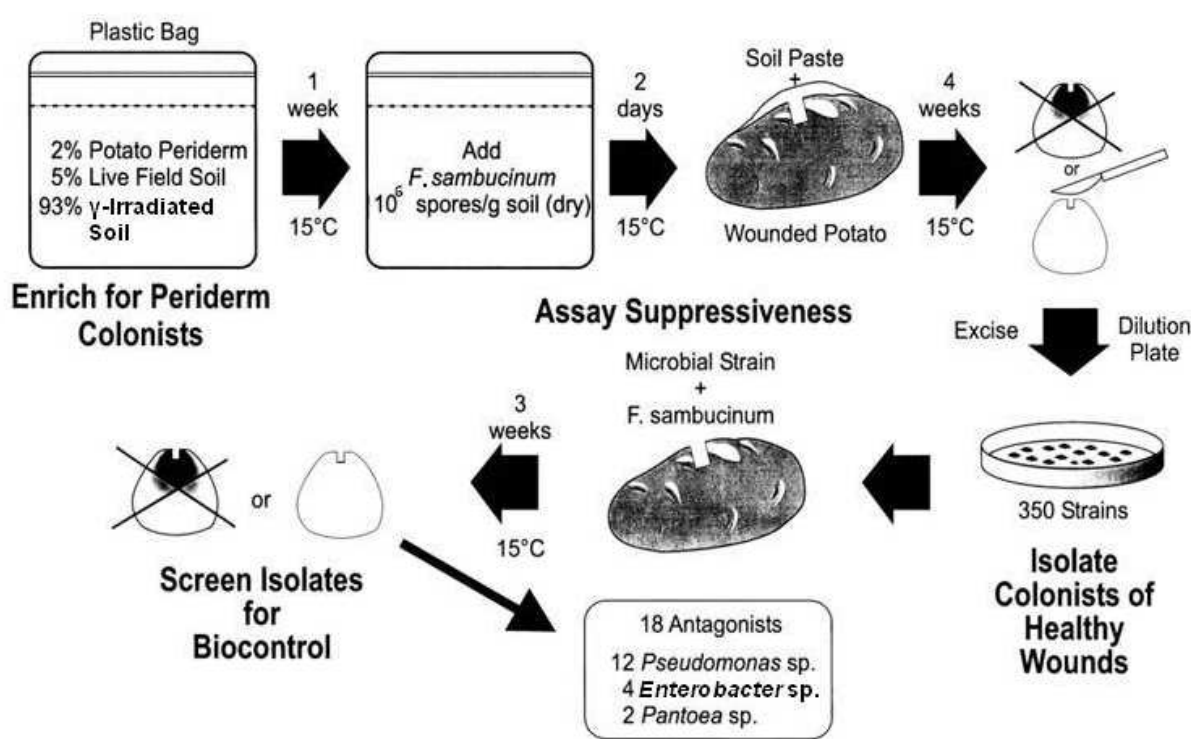 Plastic Bag
2% Potato Periderm
5% Live Field Soil
93% γ-Irradiated
Soil
Enrich for Periderm
Colonists
1
week
15°C
Add
F. sambucinum
10⁶ spores/g soil (dry)
2
days
15°C
Soil Paste
+
Wounded Potato
Assay Suppressiveness
4
weeks
15°C
or
Excise
Dilution
Plate
350 Strains
Isolate
Colonists of
Healthy
Wounds
Microbial Strain
+
F. sambucinum
3
weeks
15°C
or
Screen Isolates
for
Biocontrol
18 Antagonists
12 Pseudomonas sp.
4 Enterobacter sp.
2 Pantoea sp.